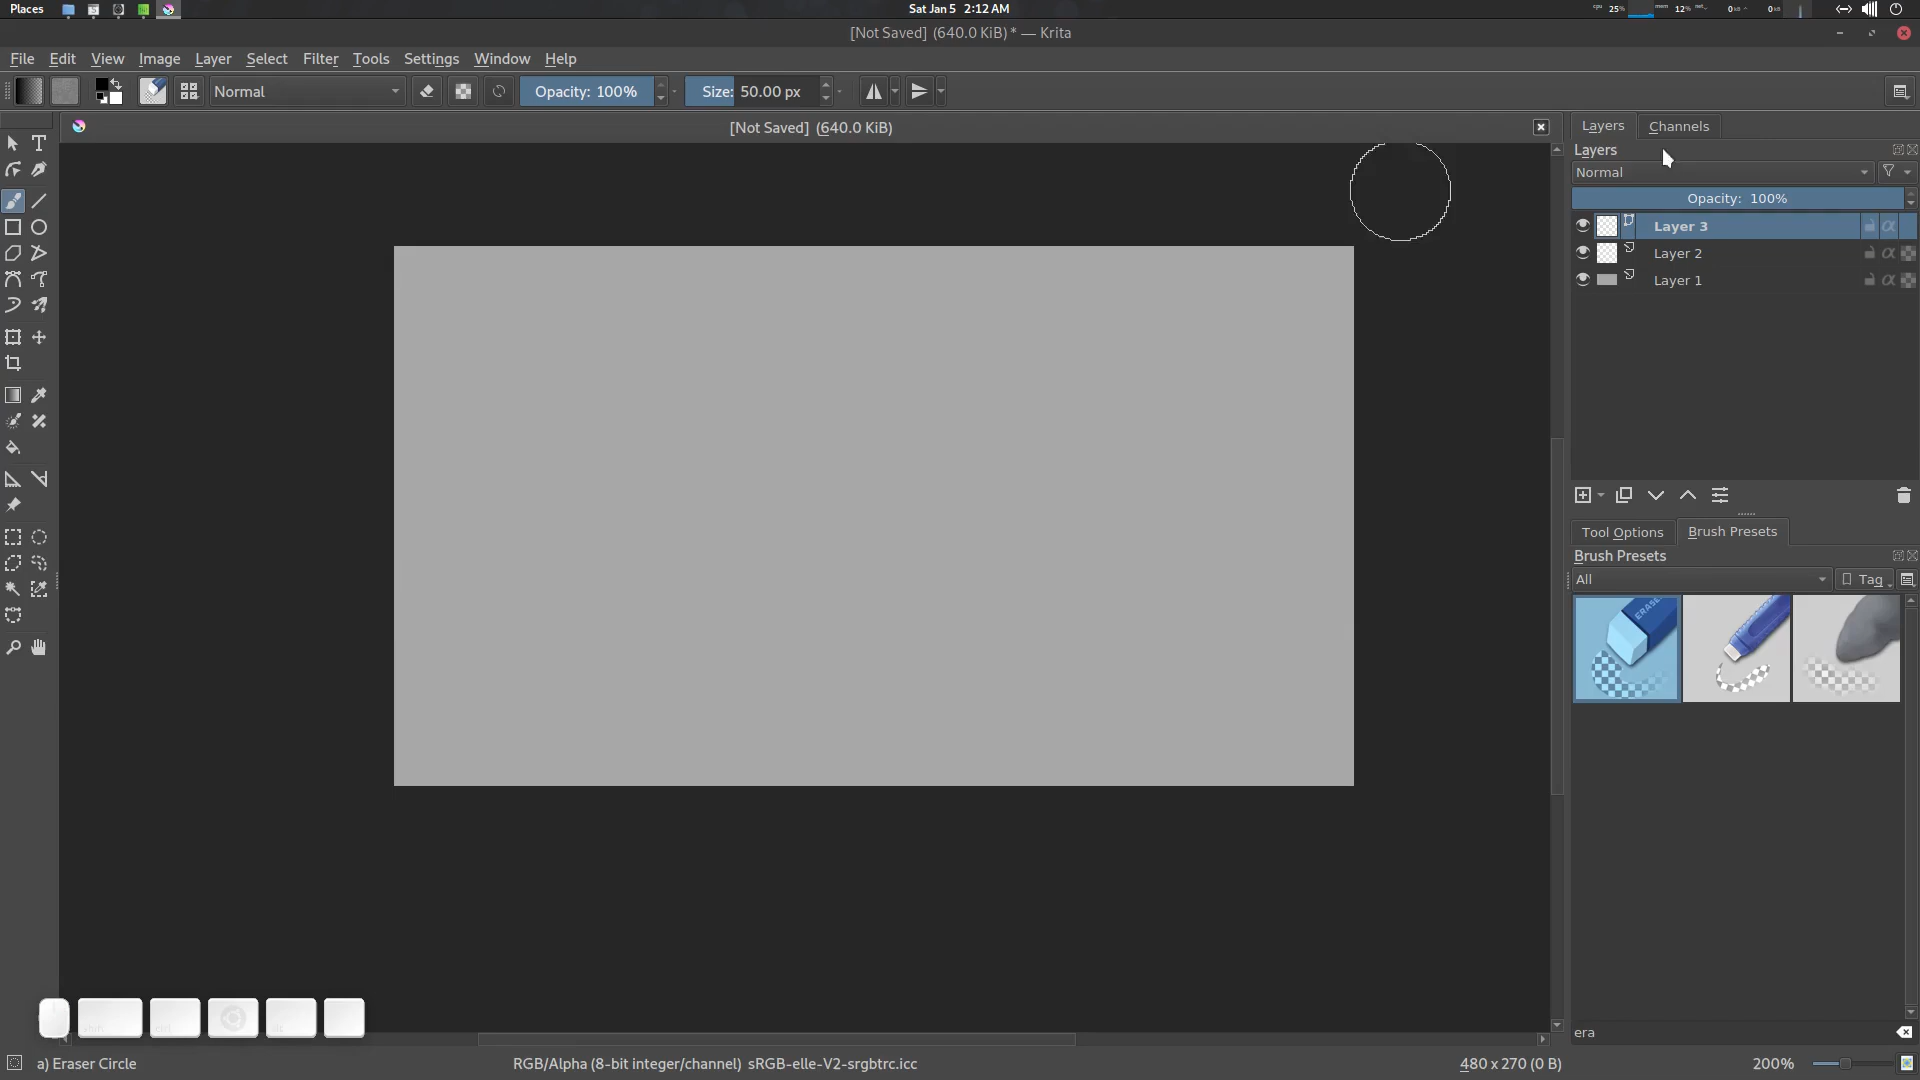 Places
Sat Jan 5 2:12 AM
25%
12%
[Not Saved] (640.0 KiB) * — Krita
File Edit View Image Layer Select Filter Tools Settings Window Help
Normal
Opacity: 100%
Size: 50.00 px
[Not Saved] (640.0 KiB)
Layers Channels
Layers
Normal
Opacity: 100%
Layer 3
Layer 2
Layer 1
Tool Options Brush Presets
Brush Presets
All
Tag
ERASER
era
a) Eraser Circle
RGB/Alpha (8-bit integer/channel) sRGB-elle-V2-srgbtrc.icc
480 x 270 (0 B)
200%